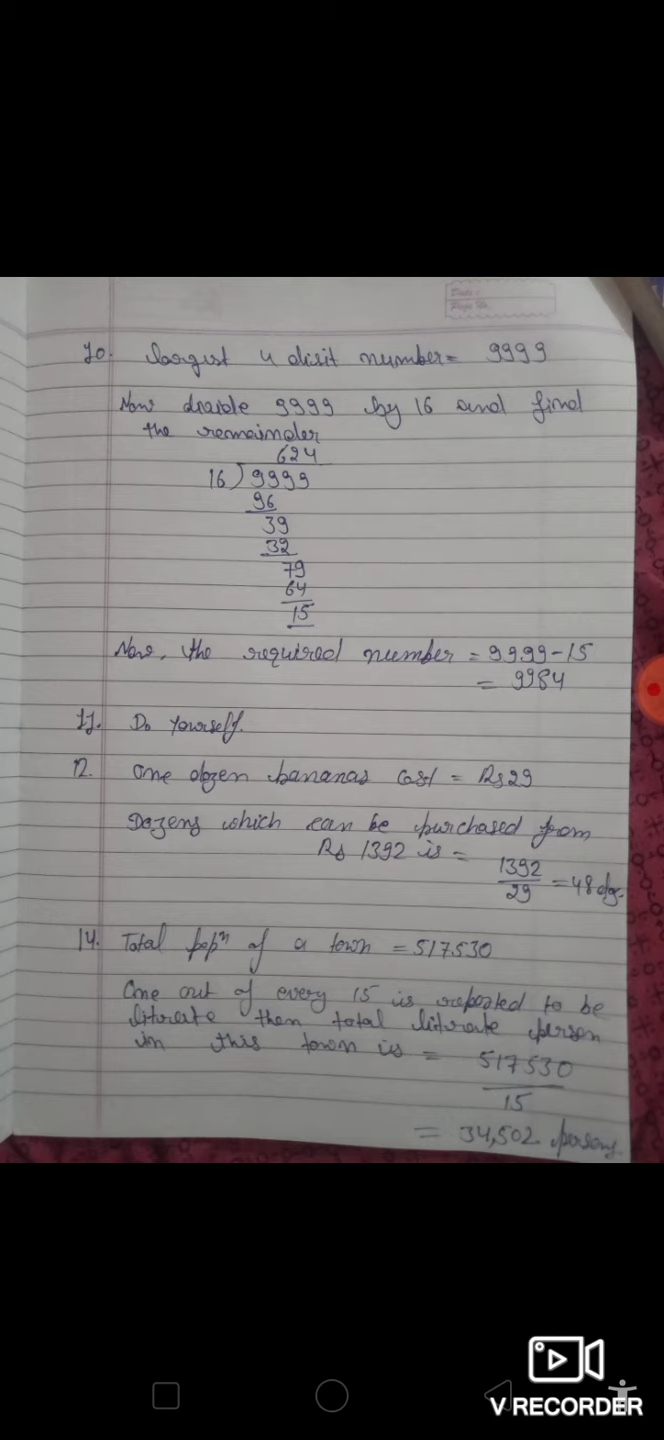 Date :
Page No.
10. largest 4 digit number = 9999
Now divide 9999 by 16 and find
the remainder
624
16 ) 9999
96
39
32
79
64
15
Now, the required number = 9999-15
= 9984
11. Do Yourself.
12. One dozen bananas cost = Rs 29
Dozens which can be purchased from
Rs 1392 is = 1392
29 = 48 doz.
14. Total popⁿ of a town = 517530
One out of every 15 is reported to be
literate then total literate person
in this town is = 517530
15
= 34,502 persons.
V RECORDER